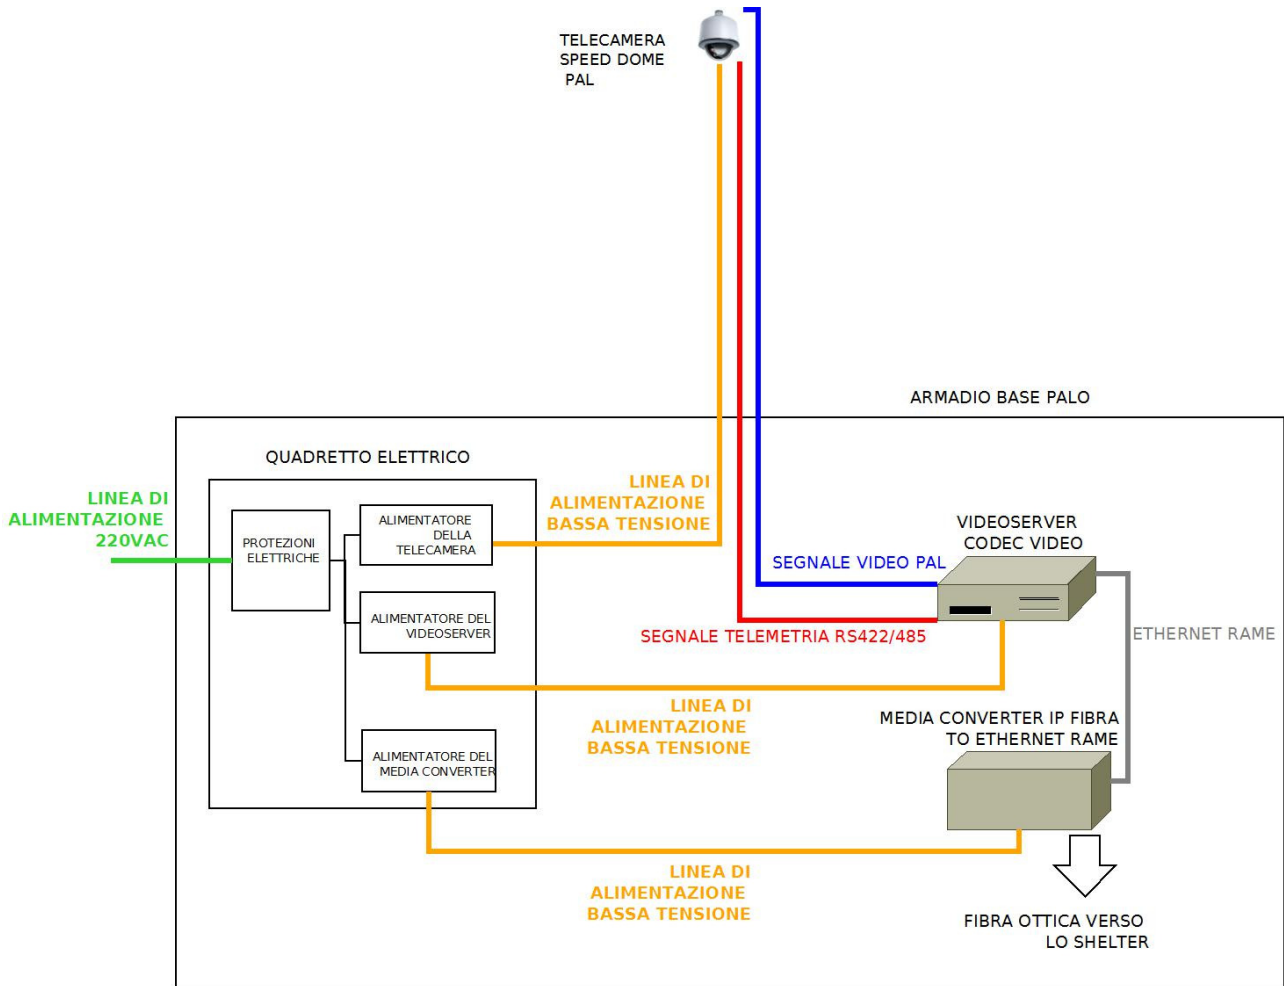 TELECAMERA
SPEED DOME
PAL
ARMADIO BASE PALO
QUADRETTO ELETTRICO
LINEA DI
ALIMENTAZIONE
220VAC
PROTEZIONI
ELETTRICHE
ALIMENTATORE
DELLA
TELECAMERA
LINEA DI
ALIMENTAZIONE
BASSA TENSIONE
VIDEOSERVER
CODEC VIDEO
SEGNALE VIDEO PAL
ALIMENTATORE DEL
VIDEOSERVER
SEGNALE TELEMETRIA RS422/485
ETHERNET RAME
LINEA DI
ALIMENTAZIONE
BASSA TENSIONE
MEDIA CONVERTER IP FIBRA
TO ETHERNET RAME
ALIMENTATORE DEL
MEDIA CONVERTER
LINEA DI
ALIMENTAZIONE
BASSA TENSIONE
FIBRA OTTICA VERSO
LO SHELTER